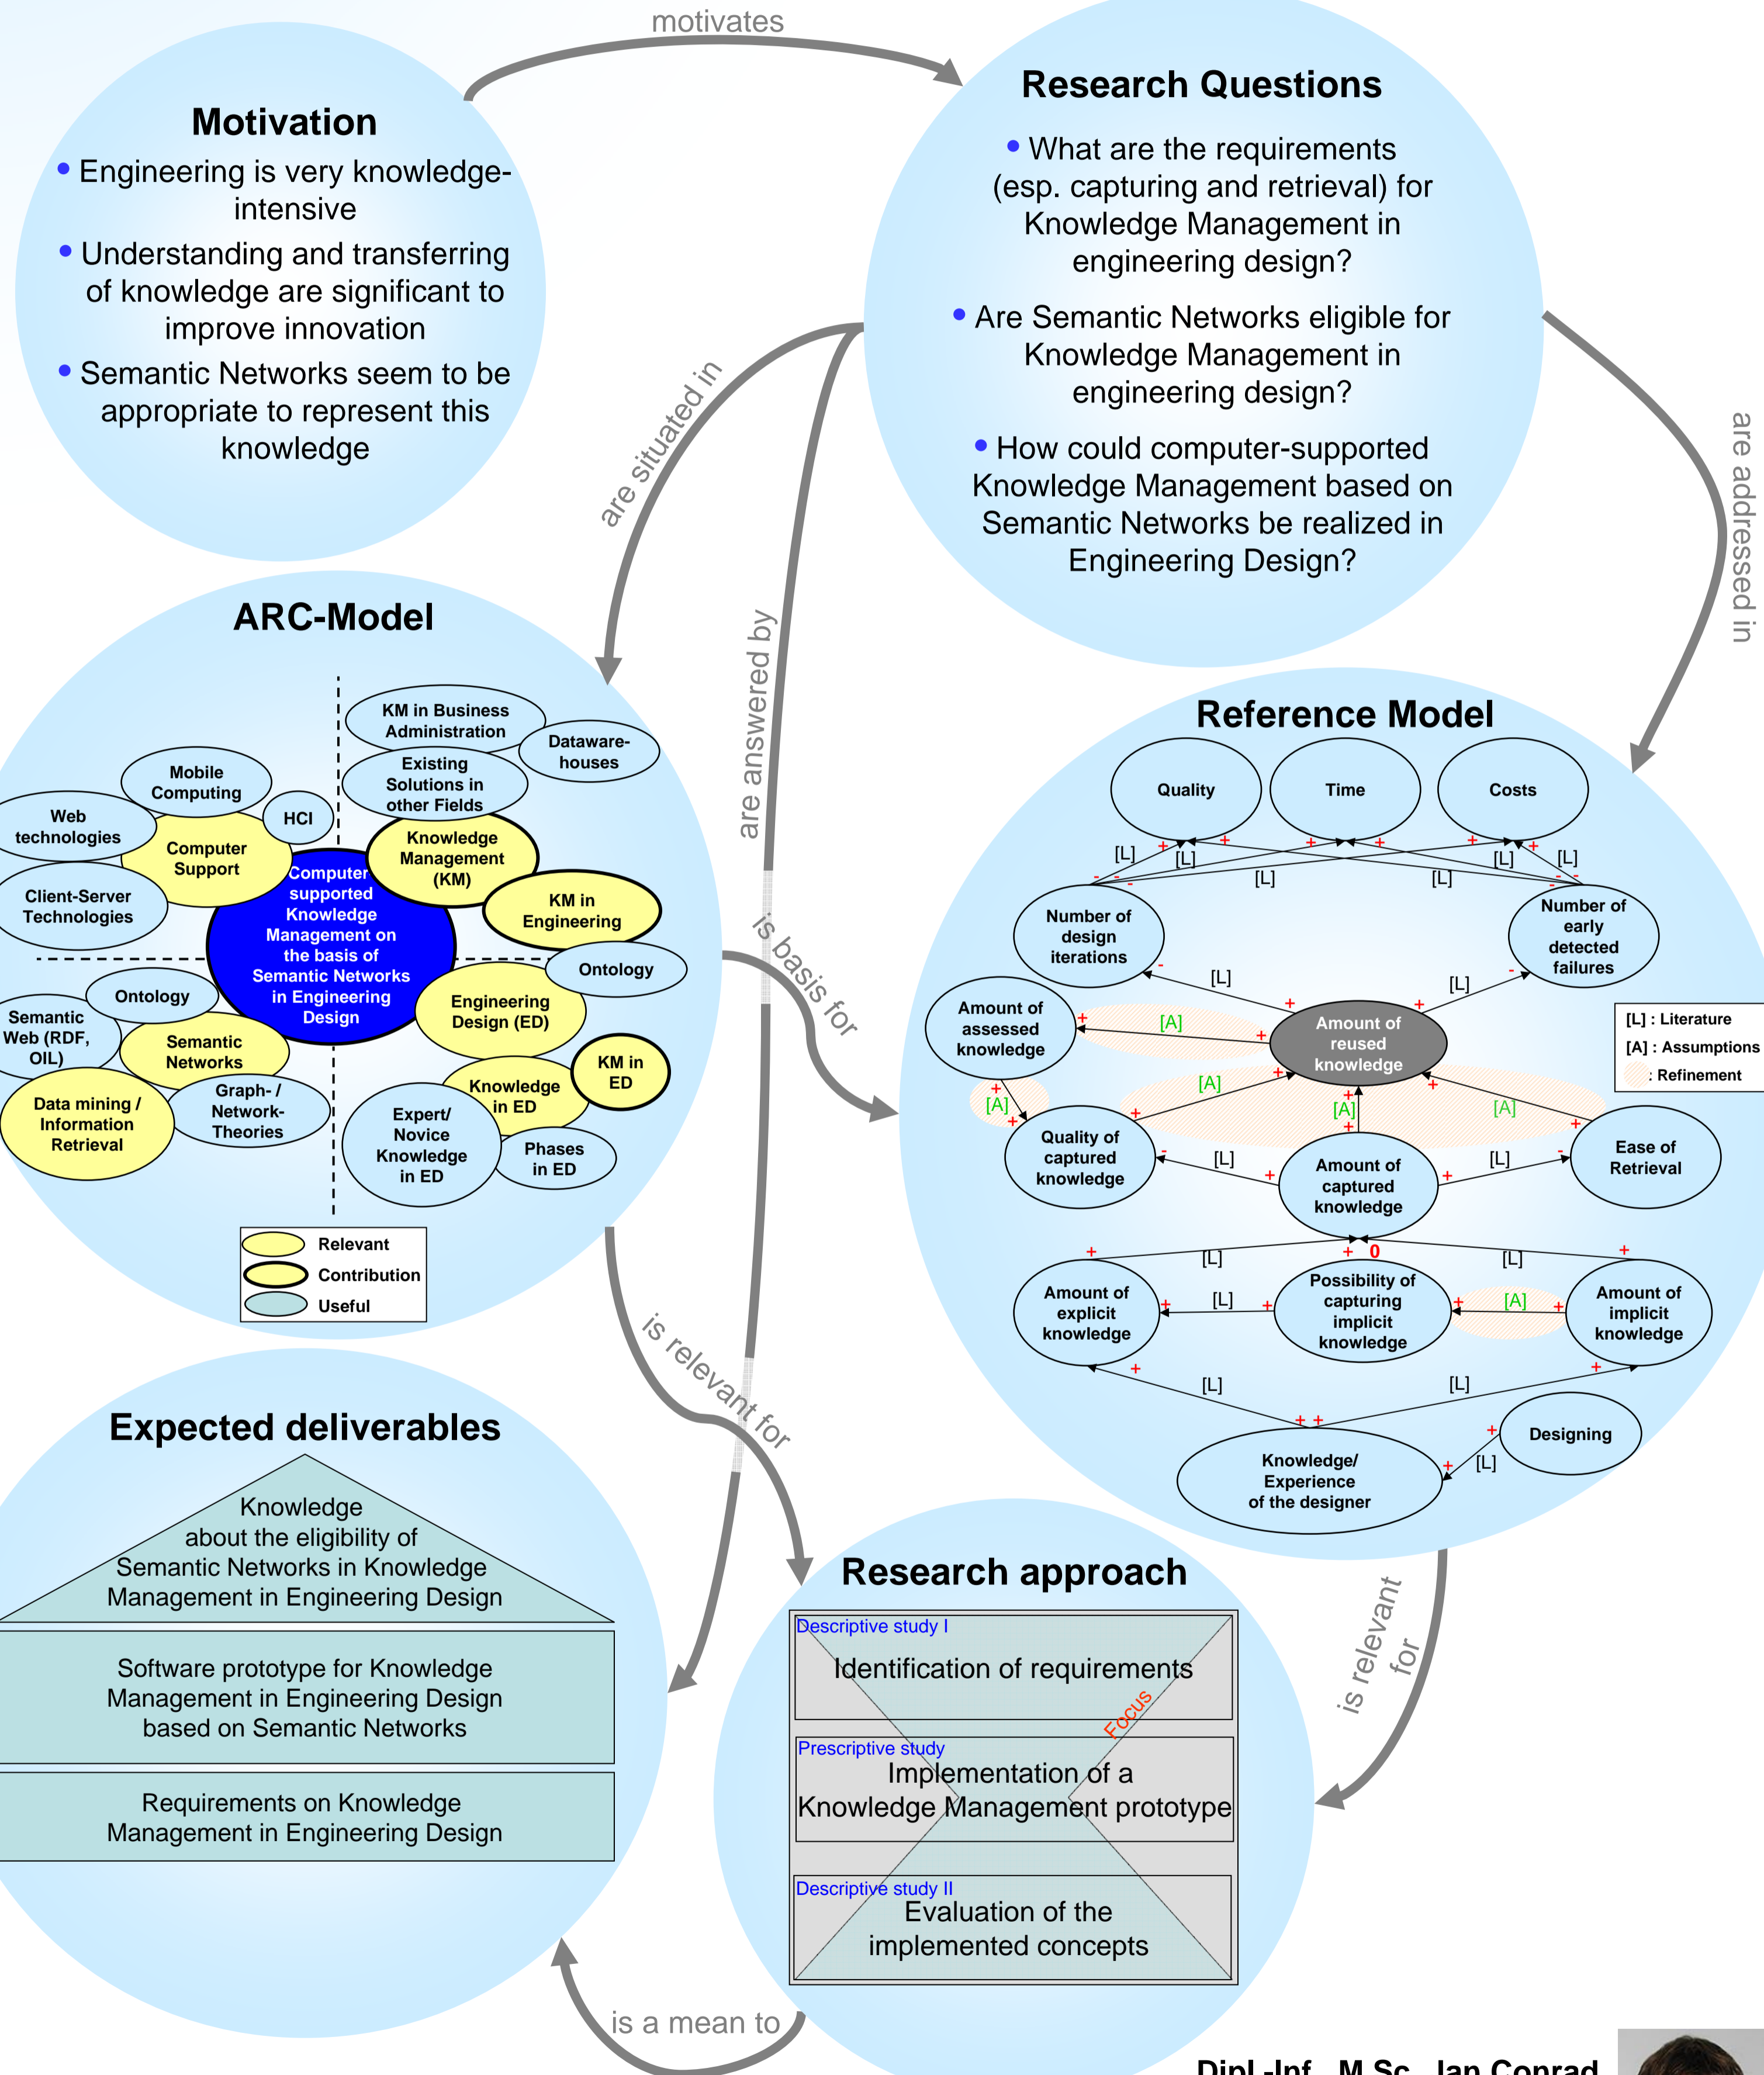 motivates
Motivation
• Engineering is very knowledge-
intensive
• Understanding and transferring
of knowledge are significant to
improve innovation
• Semantic Networks seem to be
appropriate to represent this
knowledge
Research Questions
• What are the requirements
(esp. capturing and retrieval) for
Knowledge Management in
engineering design?
• Are Semantic Networks eligible for
Knowledge Management in
engineering design?
• How could computer-supported
Knowledge Management based on
Semantic Networks be realized in
Engineering Design?
are situated in
are answered by
are addressed in
ARC-Model
KM in Business
Administration
Dataware-
houses
Existing
Solutions in
other Fields
Mobile
Computing
HCI
Web
technologies
Computer
Support
Knowledge
Management
(KM)
Client-Server
Technologies
KM in
Engineering
Computer
supported
Knowledge
Management on
the basis of
Semantic Networks
in Engineering
Design
Ontology
Ontology
Engineering
Design (ED)
Semantic
Web (RDF,
OIL)
Semantic
Networks
KM in
ED
Knowledge
in ED
Data mining /
Information
Retrieval
Graph- /
Network-
Theories
Expert/
Novice
Knowledge
in ED
Phases
in ED
Relevant
Contribution
Useful
is basis for
is relevant for
Reference Model
Quality
Time
Costs
+ + + + + +
[L] [L] [L] [L]
[L] [L]
- - - - - -
Number of
design
iterations
Number of
early
detected
failures
- [L] [L] -
+ +
Amount of
assessed
knowledge
+ [A] +
Amount of
reused
knowledge
[L] : Literature
[A] : Assumptions
: Refinement
+ [A] +
+ [A] +
+ [A] +
+ [A] +
Quality of
captured
knowledge
- [L] +
Amount of
captured
knowledge
+ [L] -
Ease of
Retrieval
+ [L] + 0 [L] +
Amount of
explicit
knowledge
+ [L] +
Possibility of
capturing
implicit
knowledge
+ [A] +
Amount of
implicit
knowledge
+ [L] [L] +
+ +
Knowledge/
Experience
of the designer
+ [L] +
Designing
Expected deliverables
Knowledge
about the eligibility of
Semantic Networks in Knowledge
Management in Engineering Design
Software prototype for Knowledge
Management in Engineering Design
based on Semantic Networks
Requirements on Knowledge
Management in Engineering Design
Research approach
Descriptive study I
Identification of requirements
Focus
Prescriptive study
Implementation of a
Knowledge Management prototype
Descriptive study II
Evaluation of the
implemented concepts
is relevant
for
is a mean to
Dipl.-Inf., M.Sc. Jan Conrad